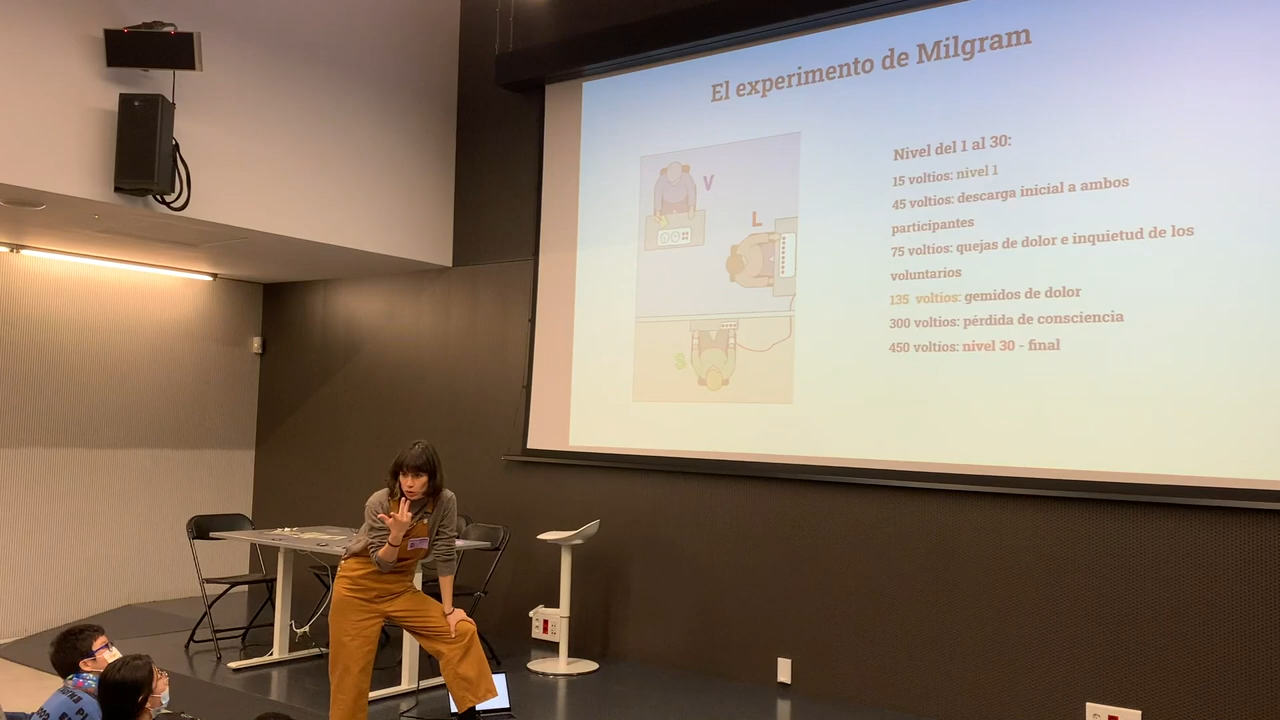 El experimento de Milgram
V
L
S
Nivel del 1 al 30:
15 voltios: nivel 1
45 voltios: descarga inicial a ambos
participantes
75 voltios: quejas de dolor e inquietud de los
voluntarios
135 voltios: gemidos de dolor
300 voltios: pérdida de consciencia
450 voltios: nivel 30 - final